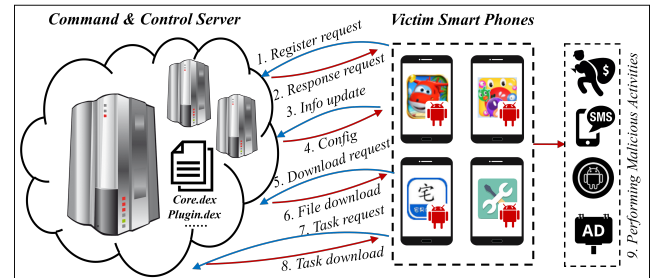 Command & Control Server
Victim Smart Phones
1. Register request
2. Response request
3. Info update
4. Config
5. Download request
6. File download
7. Task request
8. Task download
Core.dex
Plugin.dex
......
宅
SMS
$
AD
9. Performing Malicious Activities